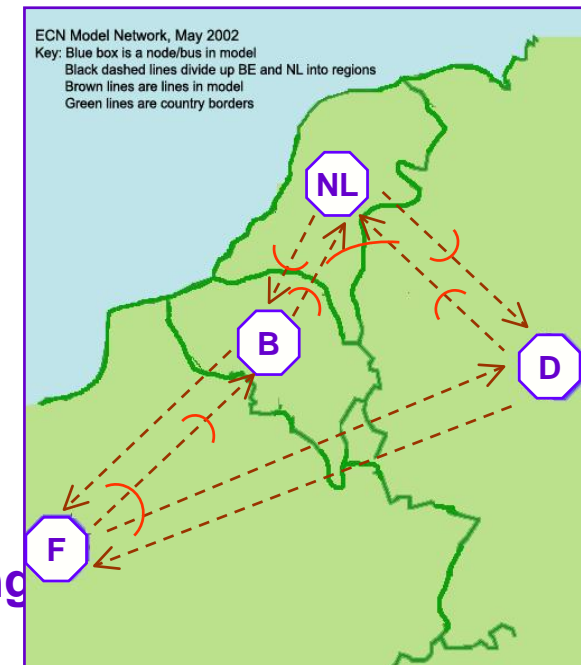 ECN Model Network, May 2002
Key: Blue box is a node/bus in model
Black dashed lines divide up BE and NL into regions
Brown lines are lines in model
Green lines are country borders
NL
B
D
F